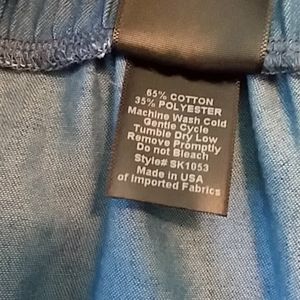 65% COTTON
35% POLYESTER
Machine Wash Cold
Gentle Cycle
Tumble Dry Low
Remove Promptly
Do not Bleach
Style# SK1053
Made in USA
of Imported Fabrics